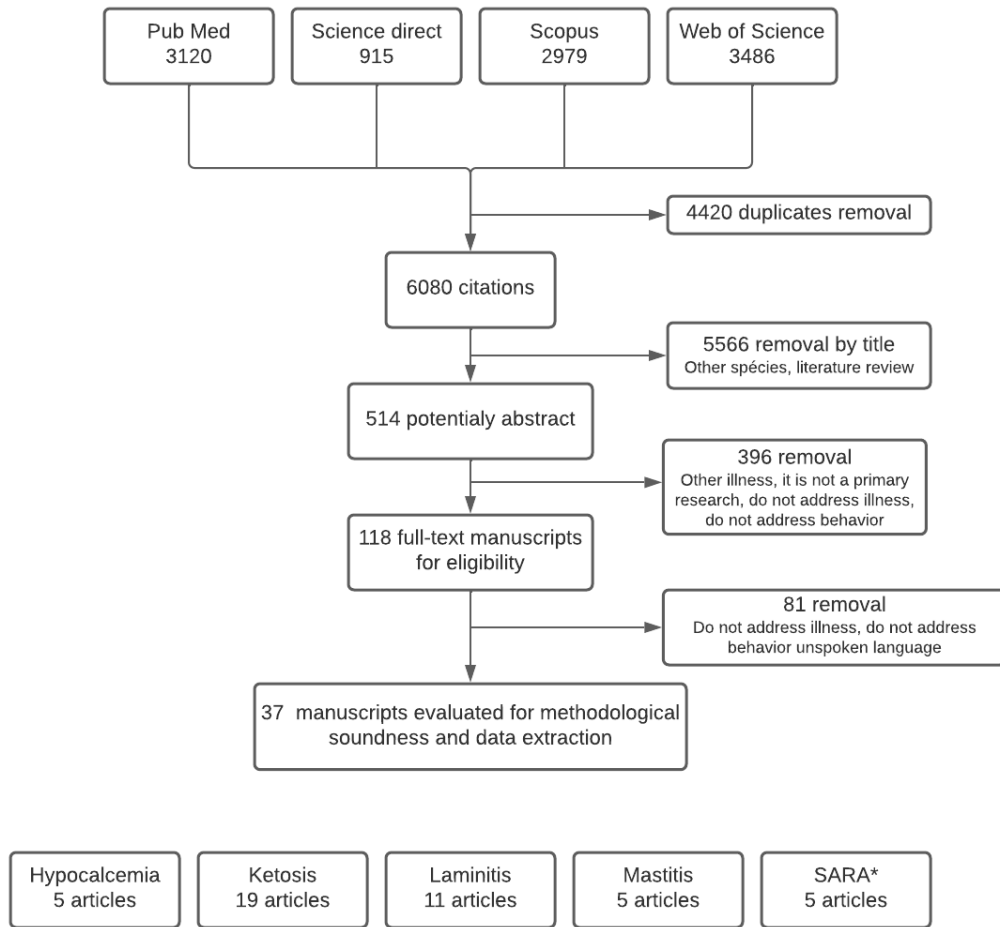 Pub Med
3120
Science direct
915
Scopus
2979
Web of Science
3486
4420 duplicates removal
6080 citations
5566 removal by title
Other spécies, literature review
514 potentialy abstract
396 removal
Other illness, it is not a primary
research, do not address illness,
do not address behavior
118 full-text manuscripts
for eligibility
81 removal
Do not address illness, do not address
behavior unspoken language
37 manuscripts evaluated for methodological
soundness and data extraction
Hypocalcemia
5 articles
Ketosis
19 articles
Laminitis
11 articles
Mastitis
5 articles
SARA*
5 articles